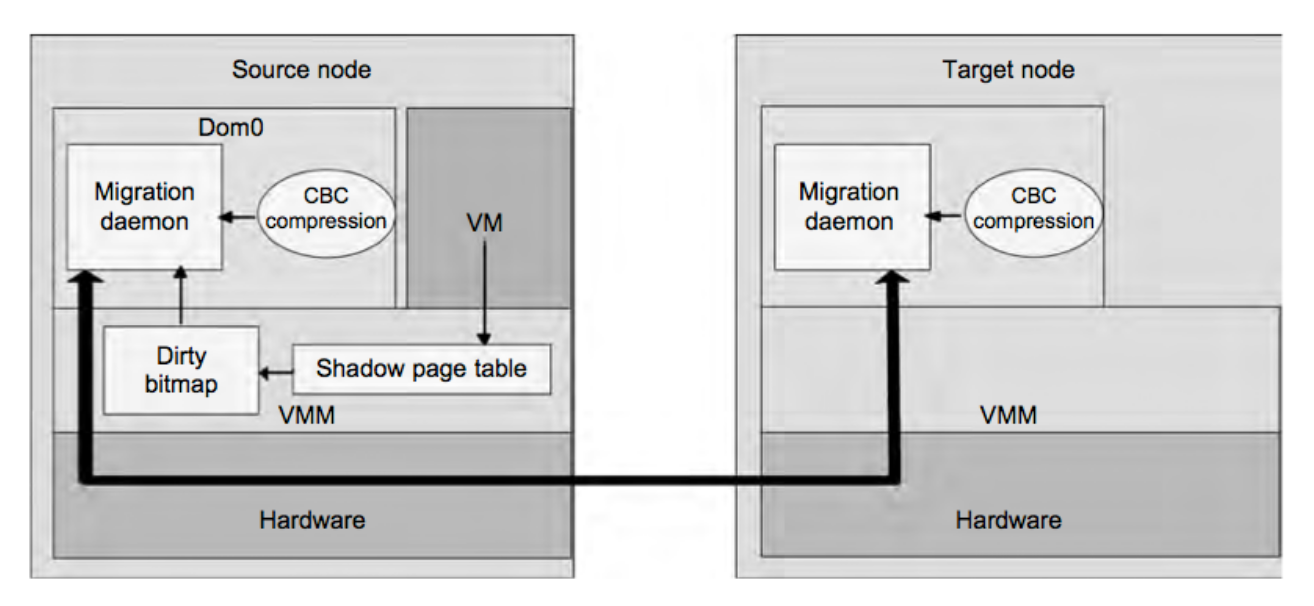 Source node
Dom0
Migration
daemon
CBC
compression
VM
Dirty
bitmap
Shadow page table
VMM
Hardware
Target node
Migration
daemon
CBC
compression
VMM
Hardware